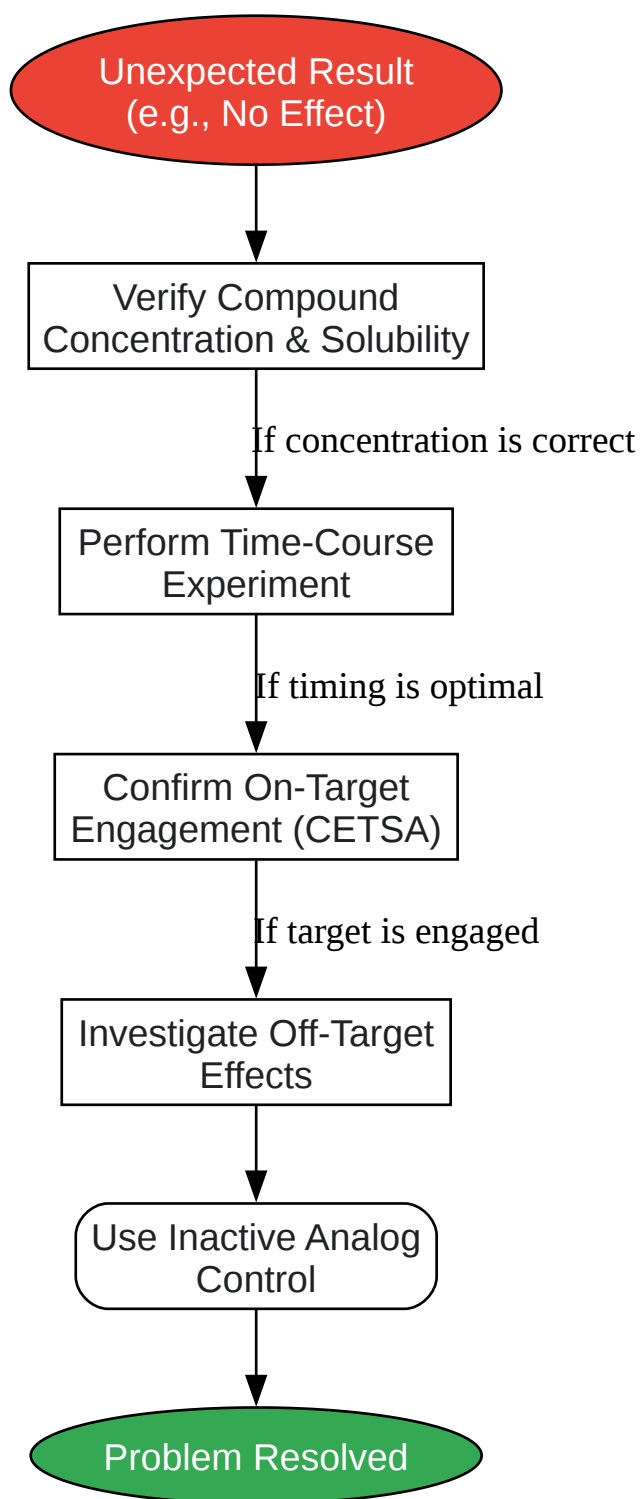 Unexpected Result
(e.g., No Effect)
Verify Compound
Concentration & Solubility
If concentration is correct
Perform Time-Course
Experiment
If timing is optimal
Confirm On-Target
Engagement (CETSA)
If target is engaged
Investigate Off-Target
Effects
Use Inactive Analog
Control
Problem Resolved